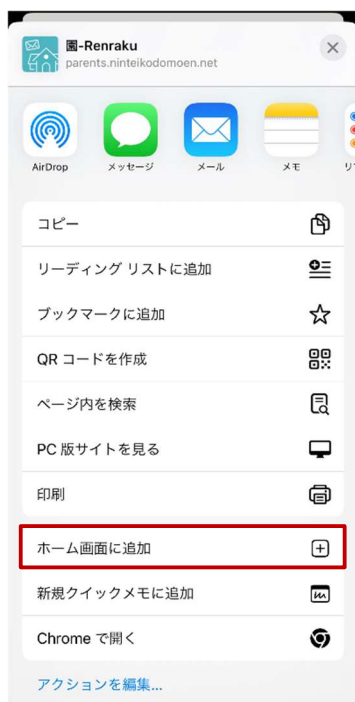 園-Renraku
parents.ninteikodomoen.net
AirDrop
メッセージ
メール
メモ
コピー
リーディング リストに追加
ブックマークに追加
QR コードを作成
ページ内を検索
PC 版サイトを見る
印刷
ホーム画面に追加
新規クイックメモに追加
Chrome で開く
アクションを編集...